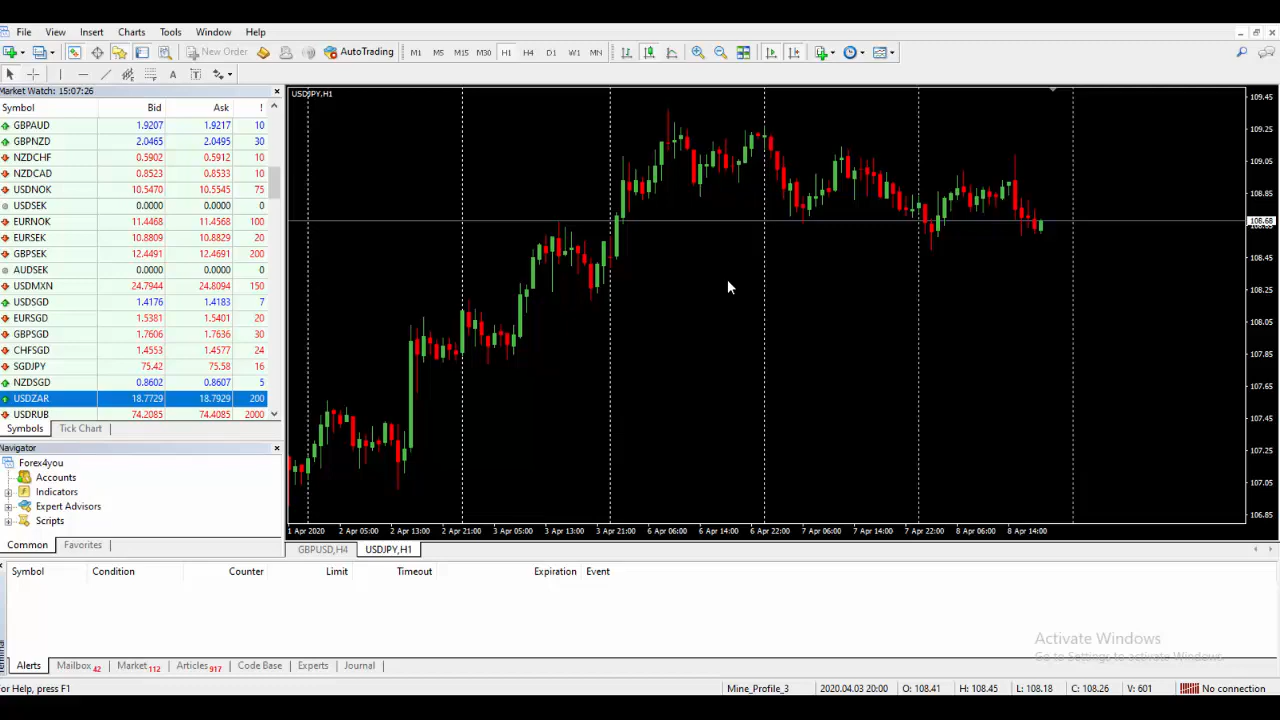 File View Insert Charts Tools Window Help
New Order AutoTrading M1 M5 M15 M30 H1 H4 D1 W1 MN
A T
Market Watch: 15:07:26
Symbol Bid Ask !
GBPAUD 1.9207 1.9217 10
GBPNZD 2.0465 2.0495 30
NZDCHF 0.5902 0.5912 10
NZDCAD 0.8523 0.8533 10
USDNOK 10.5470 10.5545 75
USDSEK 0.0000 0.0000 0
EURNOK 11.4468 11.4568 100
EURSEK 10.8809 10.8829 20
GBPSEK 12.4491 12.4691 200
AUDSEK 0.0000 0.0000 0
USDMXN 24.7944 24.8094 150
USDSGD 1.4176 1.4183 7
EURSGD 1.5381 1.5401 20
GBPSGD 1.7606 1.7636 30
CHFSGD 1.4553 1.4577 24
SGDJPY 75.42 75.58 16
NZDSGD 0.8602 0.8607 5
USDZAR 18.7729 18.7929 200
USDRUB 74.2085 74.4085 2000
Symbols Tick Chart
Navigator
Forex4you
Accounts
Indicators
Expert Advisors
Scripts
Common Favorites
USDJPY,H1
109.45
109.25
109.05
108.85
108.68
108.45
108.25
108.05
107.85
107.65
107.45
107.25
107.05
106.85
1 Apr 2020 2 Apr 05:00 2 Apr 13:00 2 Apr 21:00 3 Apr 05:00 3 Apr 13:00 3 Apr 21:00 6 Apr 06:00 6 Apr 14:00 6 Apr 22:00 7 Apr 06:00 7 Apr 14:00 7 Apr 22:00 8 Apr 06:00 8 Apr 14:00
GBPUSD,H4 USDJPY,H1
Symbol Condition Counter Limit Timeout Expiration Event
Activate Windows
Go to Settings to activate Windows.
Alerts Mailbox 42 Market 112 Articles 917 Code Base Experts Journal
For Help, press F1 Mine_Profile_3 2020.04.03 20:00 O: 108.41 H: 108.45 L: 108.18 C: 108.26 V: 601 No connection